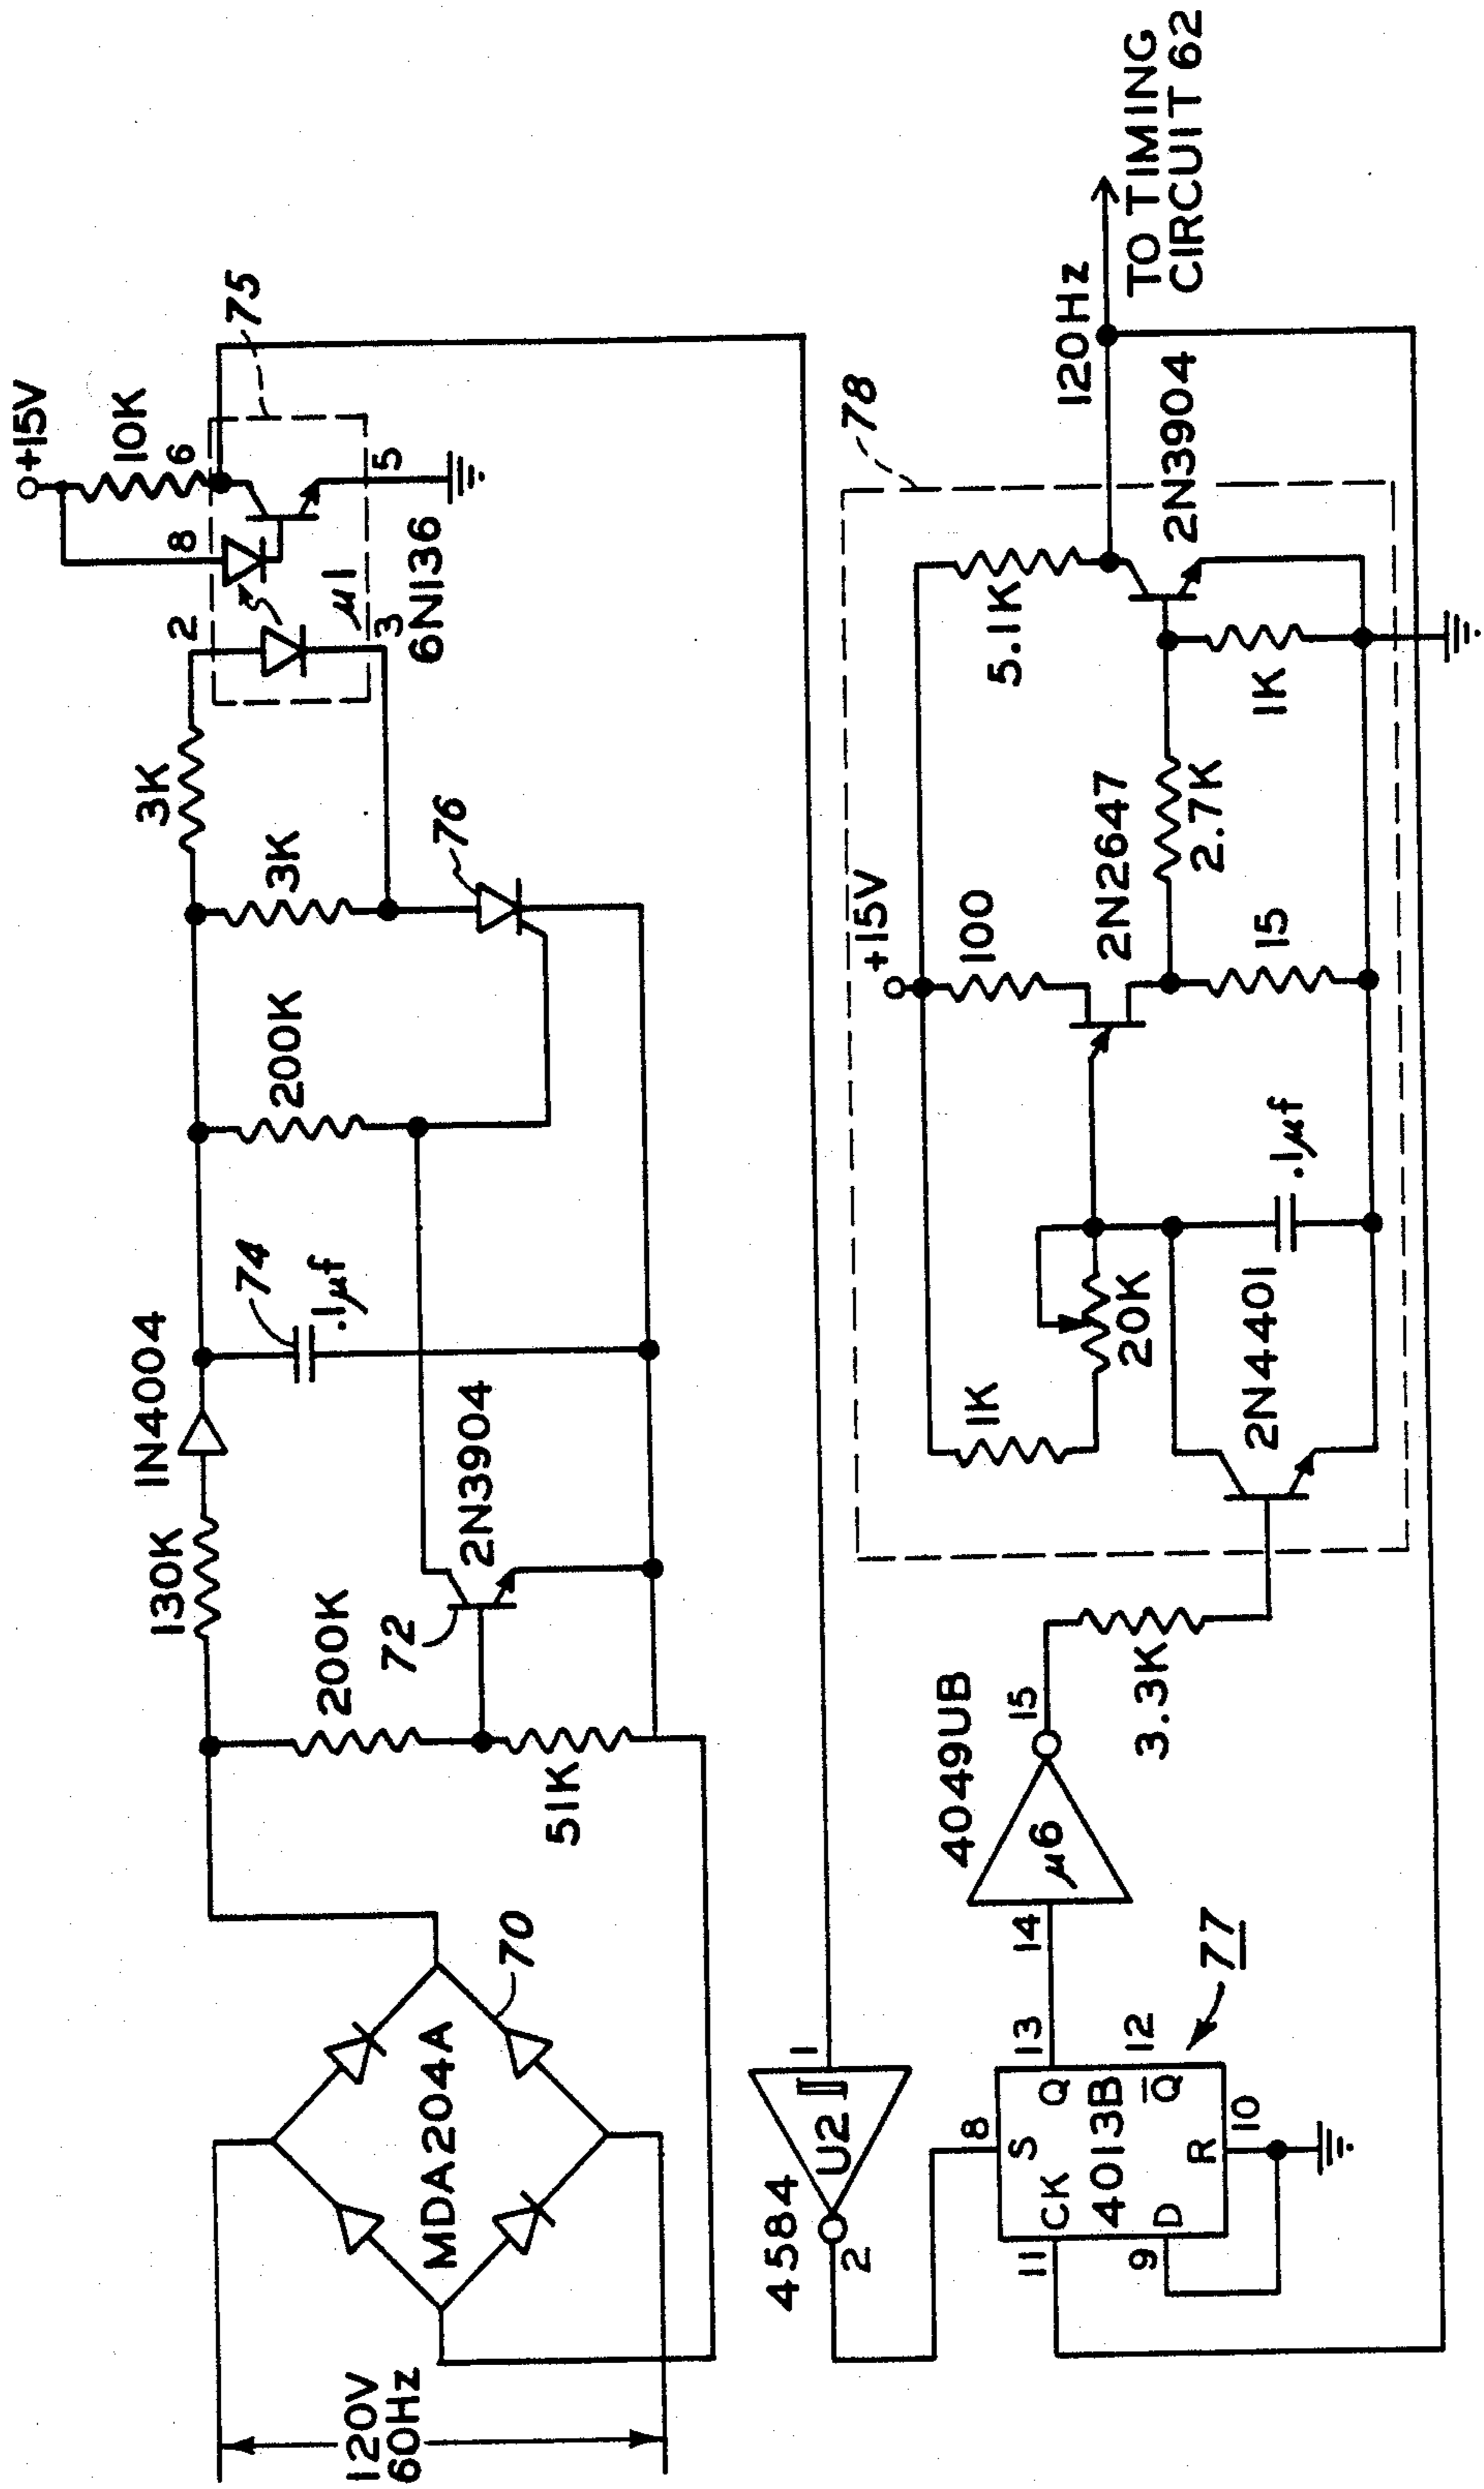 120V
60Hz
MDA204A
70
200K
51K
130K
72
2N3904
1N4004
74
.1µf
200K
3K
76
3K
2
3
µ1
6N136
8
+15V
10K
6
5
75
4584
2
U2
1
8
S
CK
Q
4013B
Q
D
R
11
9
13
12
10
77
4049UB
14
µ6
15
3.3K
78
1K
20K
2N4401
.1µf
+15V
100
2N2647
15
2.7K
5.1K
1K
2N3904
120Hz
TO TIMING
CIRCUIT 62